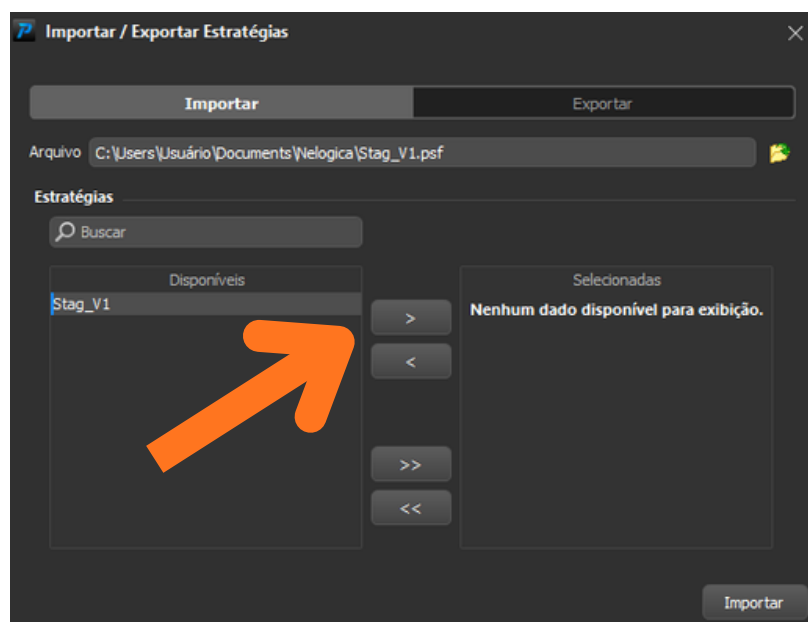 Importar / Exportar Estratégias
Importar
Exportar
Arquivo C:\Users\Usuário\Documents\Nelogica\Stag_V1.psf
Estratégias
Buscar
Disponíveis
Stag_V1
>
<
>>
<<
Selecionadas
Nenhum dado disponível para exibição.
Importar